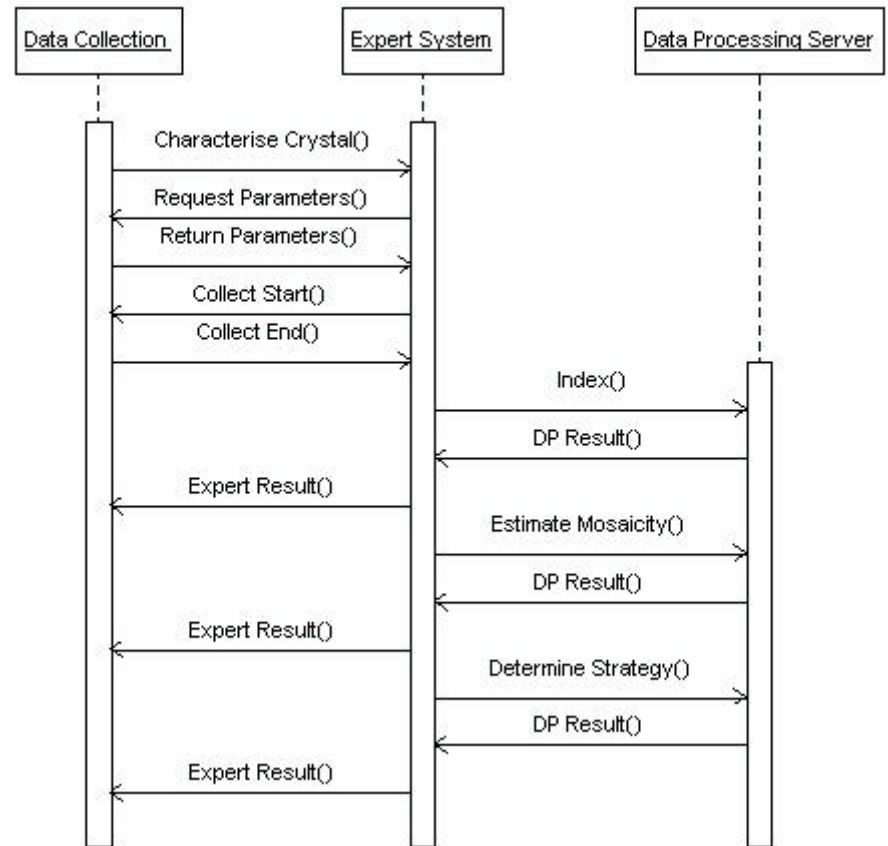 Data Collection
Expert System
Data Processing Server
Characterise Crystal()
Request Parameters()
Return Parameters()
Collect Start()
Collect End()
Index()
DP Result()
Expert Result()
Estimate Mosaicity()
DP Result()
Expert Result()
Determine Strategy()
DP Result()
Expert Result()